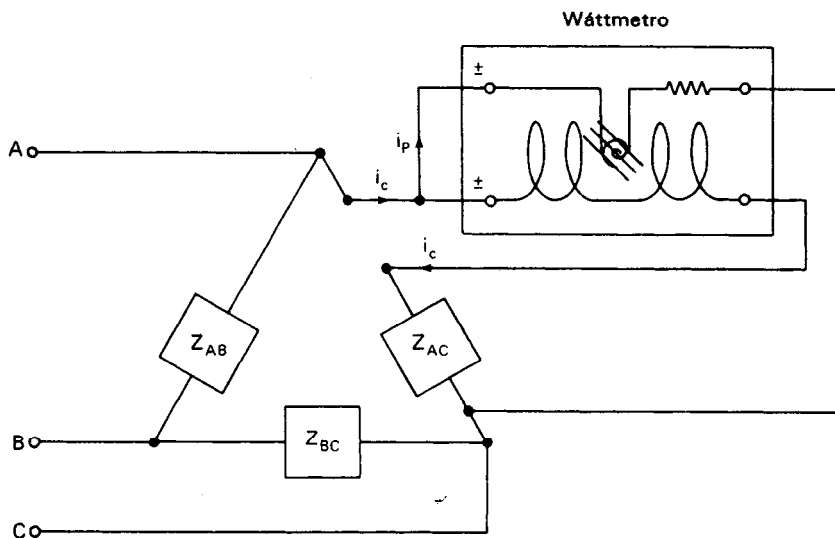 Wáttmetro
±
A
i_p
i_c
±
i_c
Z_AB
Z_AC
B
Z_BC
C